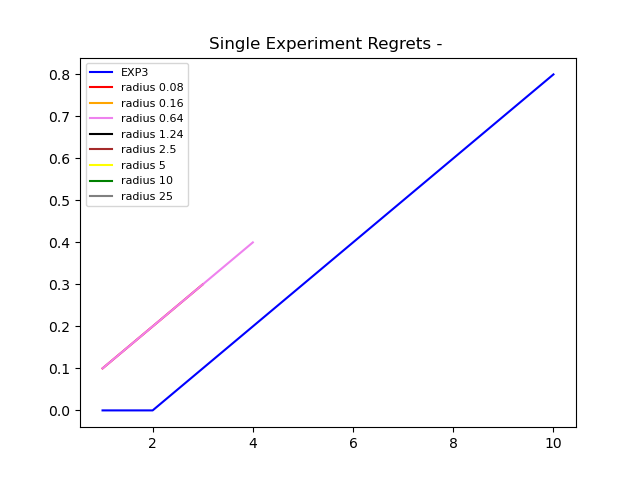 Single Experiment Regrets -
EXP3
radius 0.08
radius 0.16
radius 0.64
radius 1.24
radius 2.5
radius 5
radius 10
radius 25
0.8
0.7
0.6
0.5
0.4
0.3
0.2
0.1
0.0
2 4 6 8 10